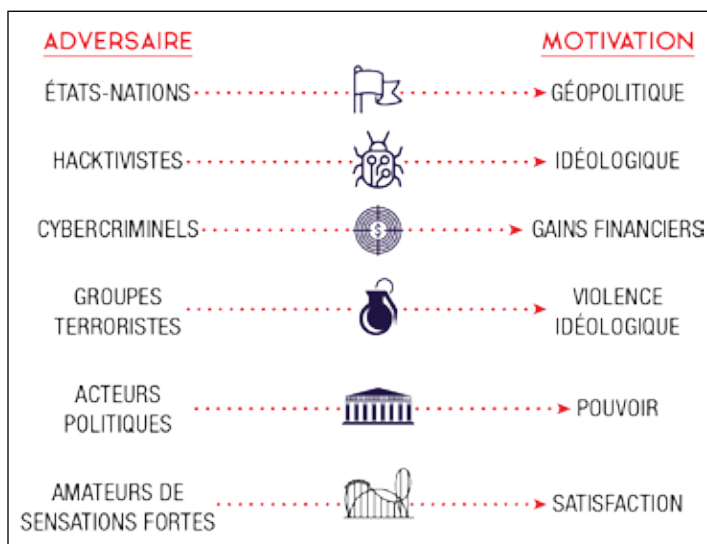 ADVERSAIRE MOTIVATION
ÉTATS-NATIONS GÉOPOLITIQUE
HACKTIVISTES IDÉOLOGIQUE
CYBERCRIMINELS $ GAINS FINANCIERS
GROUPES TERRORISTES VIOLENCE IDÉOLOGIQUE
ACTEURS POLITIQUES POUVOIR
AMATEURS DE SENSATIONS FORTES SATISFACTION